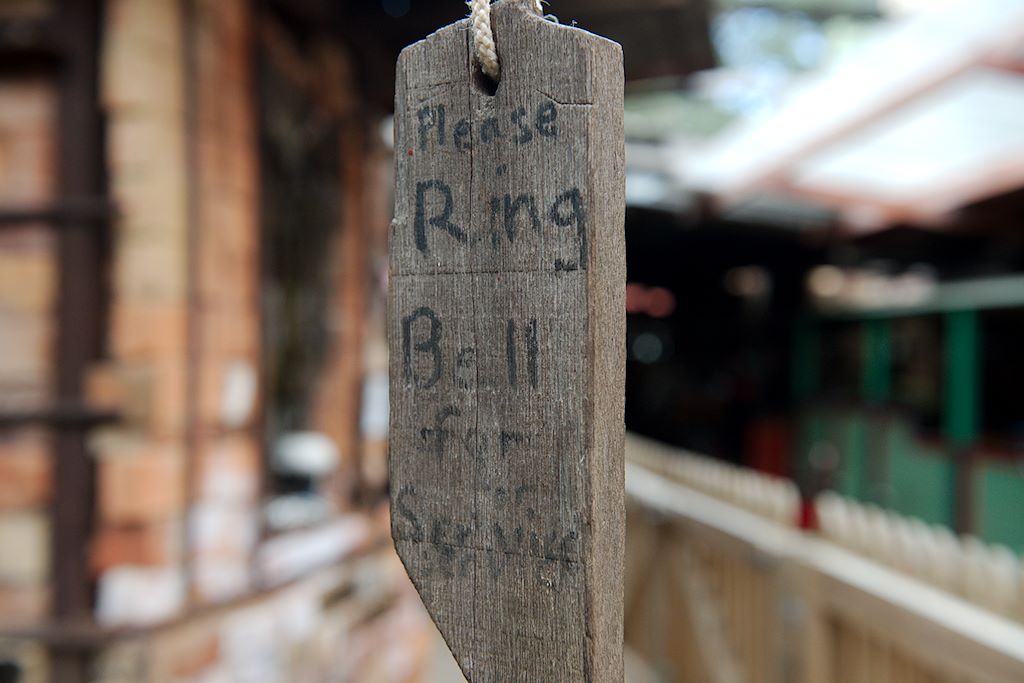 Please
Ring
Bell
for
Service